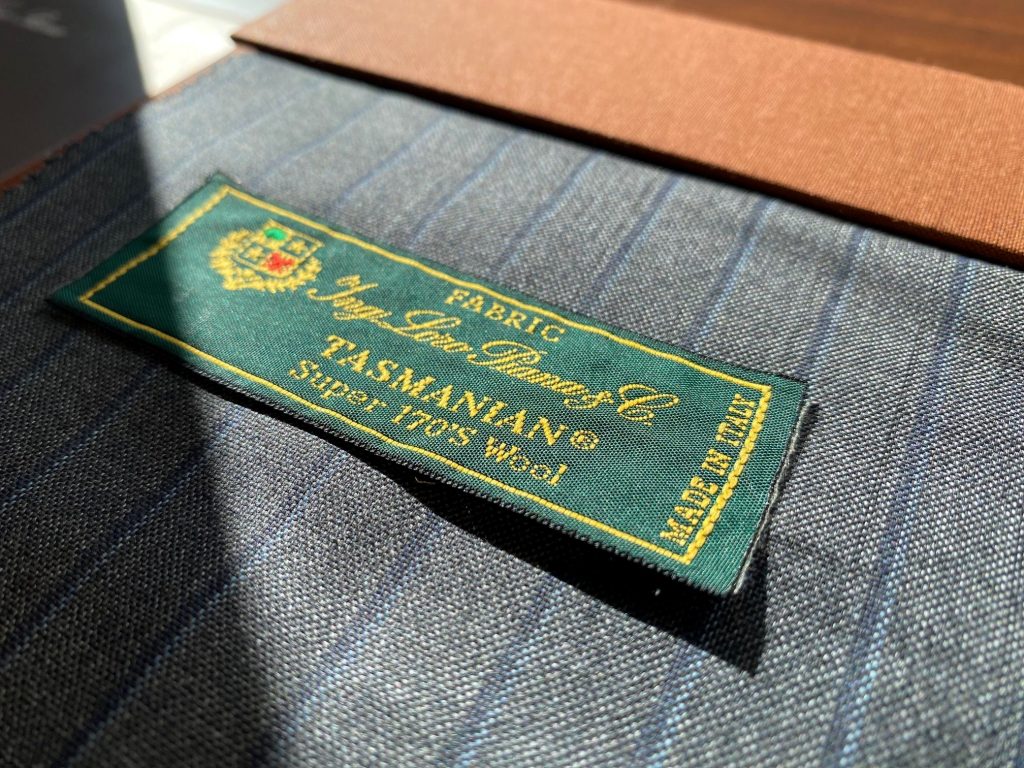 FABRIC
Ing. Loro Piana & C.
TASMANIAN®
Super 170'S Wool
MADE IN ITALY